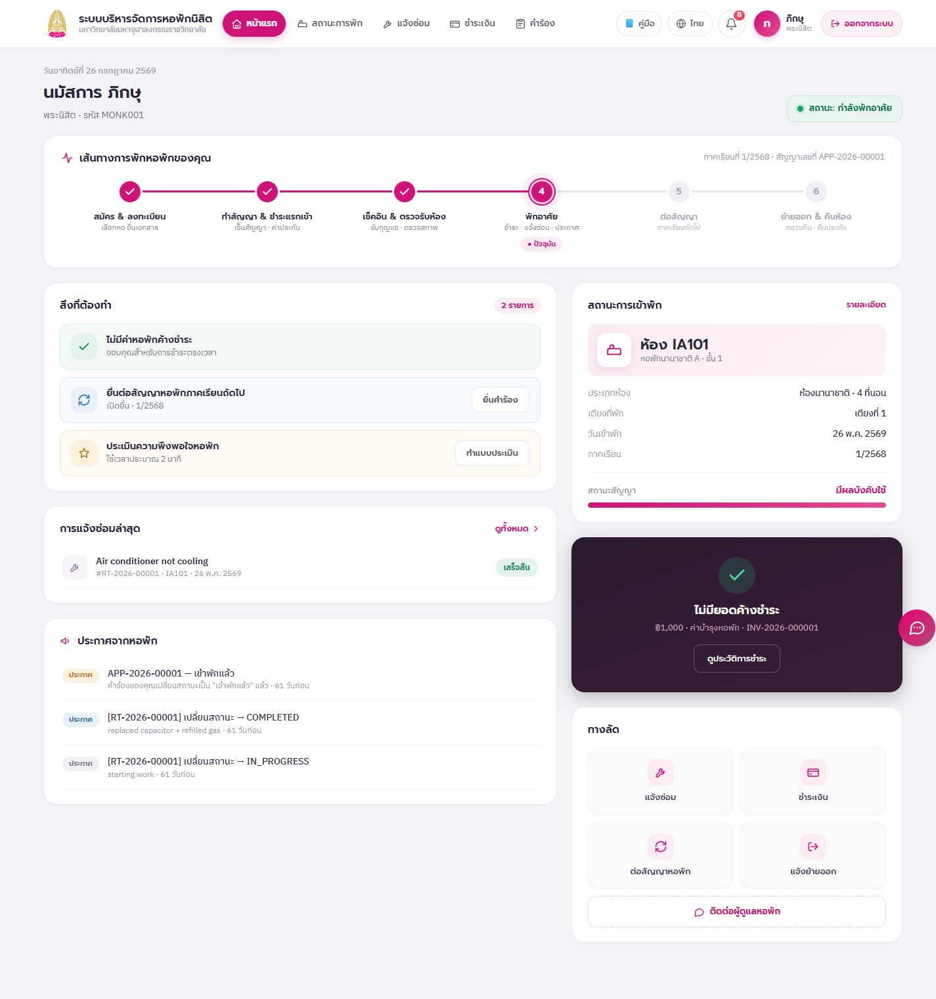 ระบบบริหารจัดการหอพักนิสิต
มหาวิทยาลัยมหาจุฬาลงกรณราชวิทยาลัย
หน้าแรก
สถานะการพัก
แจ้งซ่อม
ชำระเงิน
คำร้อง
คู่มือ
ไทย
8
ภ
ภิกษุ
พระนิสิต
ออกจากระบบ
วันอาทิตย์ที่ 26 กรกฎาคม 2569
นมัสการ ภิกษุ
พระนิสิต · รหัส MONK001
สถานะ: กำลังพักอาศัย
เส้นทางการพักหอพักของคุณ
ภาคเรียนที่ 1/2568 · สัญญาเลขที่ APP-2026-00001
4
5
6
สมัคร & ลงทะเบียน
ทำสัญญา & ชำระแรกเข้า
เช็คอิน & ตรวจรับห้อง
พักอาศัย
ต่อสัญญา
ย้ายออก & คืนห้อง
เลือกหอ ยื่นเอกสาร
เซ็นสัญญา · ค่าประกัน
รับกุญแจ · ตรวจสภาพ
ชำระ · แจ้งซ่อม · ประกาศ
ภาคเรียนถัดไป
ตรวจคืน · คืนประกัน
ปัจจุบัน
สิ่งที่ต้องทำ
2 รายการ
ไม่มีค่าหอพักค้างชำระ
ขอบคุณสำหรับการชำระตรงเวลา
ยื่นต่อสัญญาหอพักภาคเรียนถัดไป
เปิดยื่น · 1/2568
ยื่นคำร้อง
ประเมินความพึงพอใจหอพัก
ใช้เวลาประมาณ 2 นาที
ทำแบบประเมิน
การแจ้งซ่อมล่าสุด
ดูทั้งหมด
Air conditioner not cooling
#RT-2026-00001 · IA101 · 26 พ.ค. 2569
เสร็จสิ้น
ประกาศจากหอพัก
ประกาศ
APP-2026-00001 — เข้าพักแล้ว
คำร้องของคุณเปลี่ยนสถานะเป็น "เข้าพักแล้ว" แล้ว · 61 วันก่อน
ประกาศ
[RT-2026-00001] เปลี่ยนสถานะ → COMPLETED
replaced capacitor + refilled gas · 61 วันก่อน
ประกาศ
[RT-2026-00001] เปลี่ยนสถานะ → IN_PROGRESS
starting work · 61 วันก่อน
สถานะการเข้าพัก
รายละเอียด
ห้อง IA101
หอพักนานาชาติ A · ชั้น 1
ประเภทห้อง
ห้องนานาชาติ · 4 ที่นอน
เตียงที่พัก
เตียงที่ 1
วันเข้าพัก
26 พ.ค. 2569
ภาคเรียน
1/2568
สถานะสัญญา
มีผลบังคับใช้
ไม่มียอดค้างชำระ
฿1,000 · ค่าบำรุงหอพัก · INV-2026-000001
ดูประวัติการชำระ
ทางลัด
แจ้งซ่อม
ชำระเงิน
ต่อสัญญาหอพัก
แจ้งย้ายออก
ติดต่อผู้ดูแลหอพัก